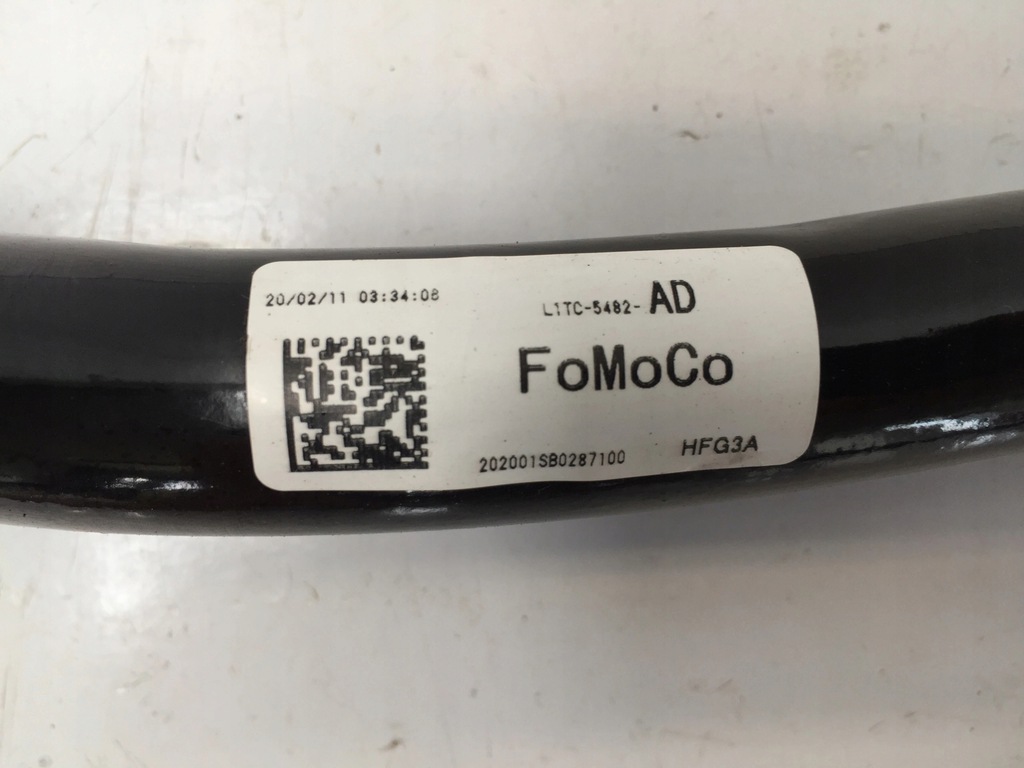 20/02/11 03:34:08
L1TC-5482-AD
FoMoCo
202001SB0287100
HFG3A